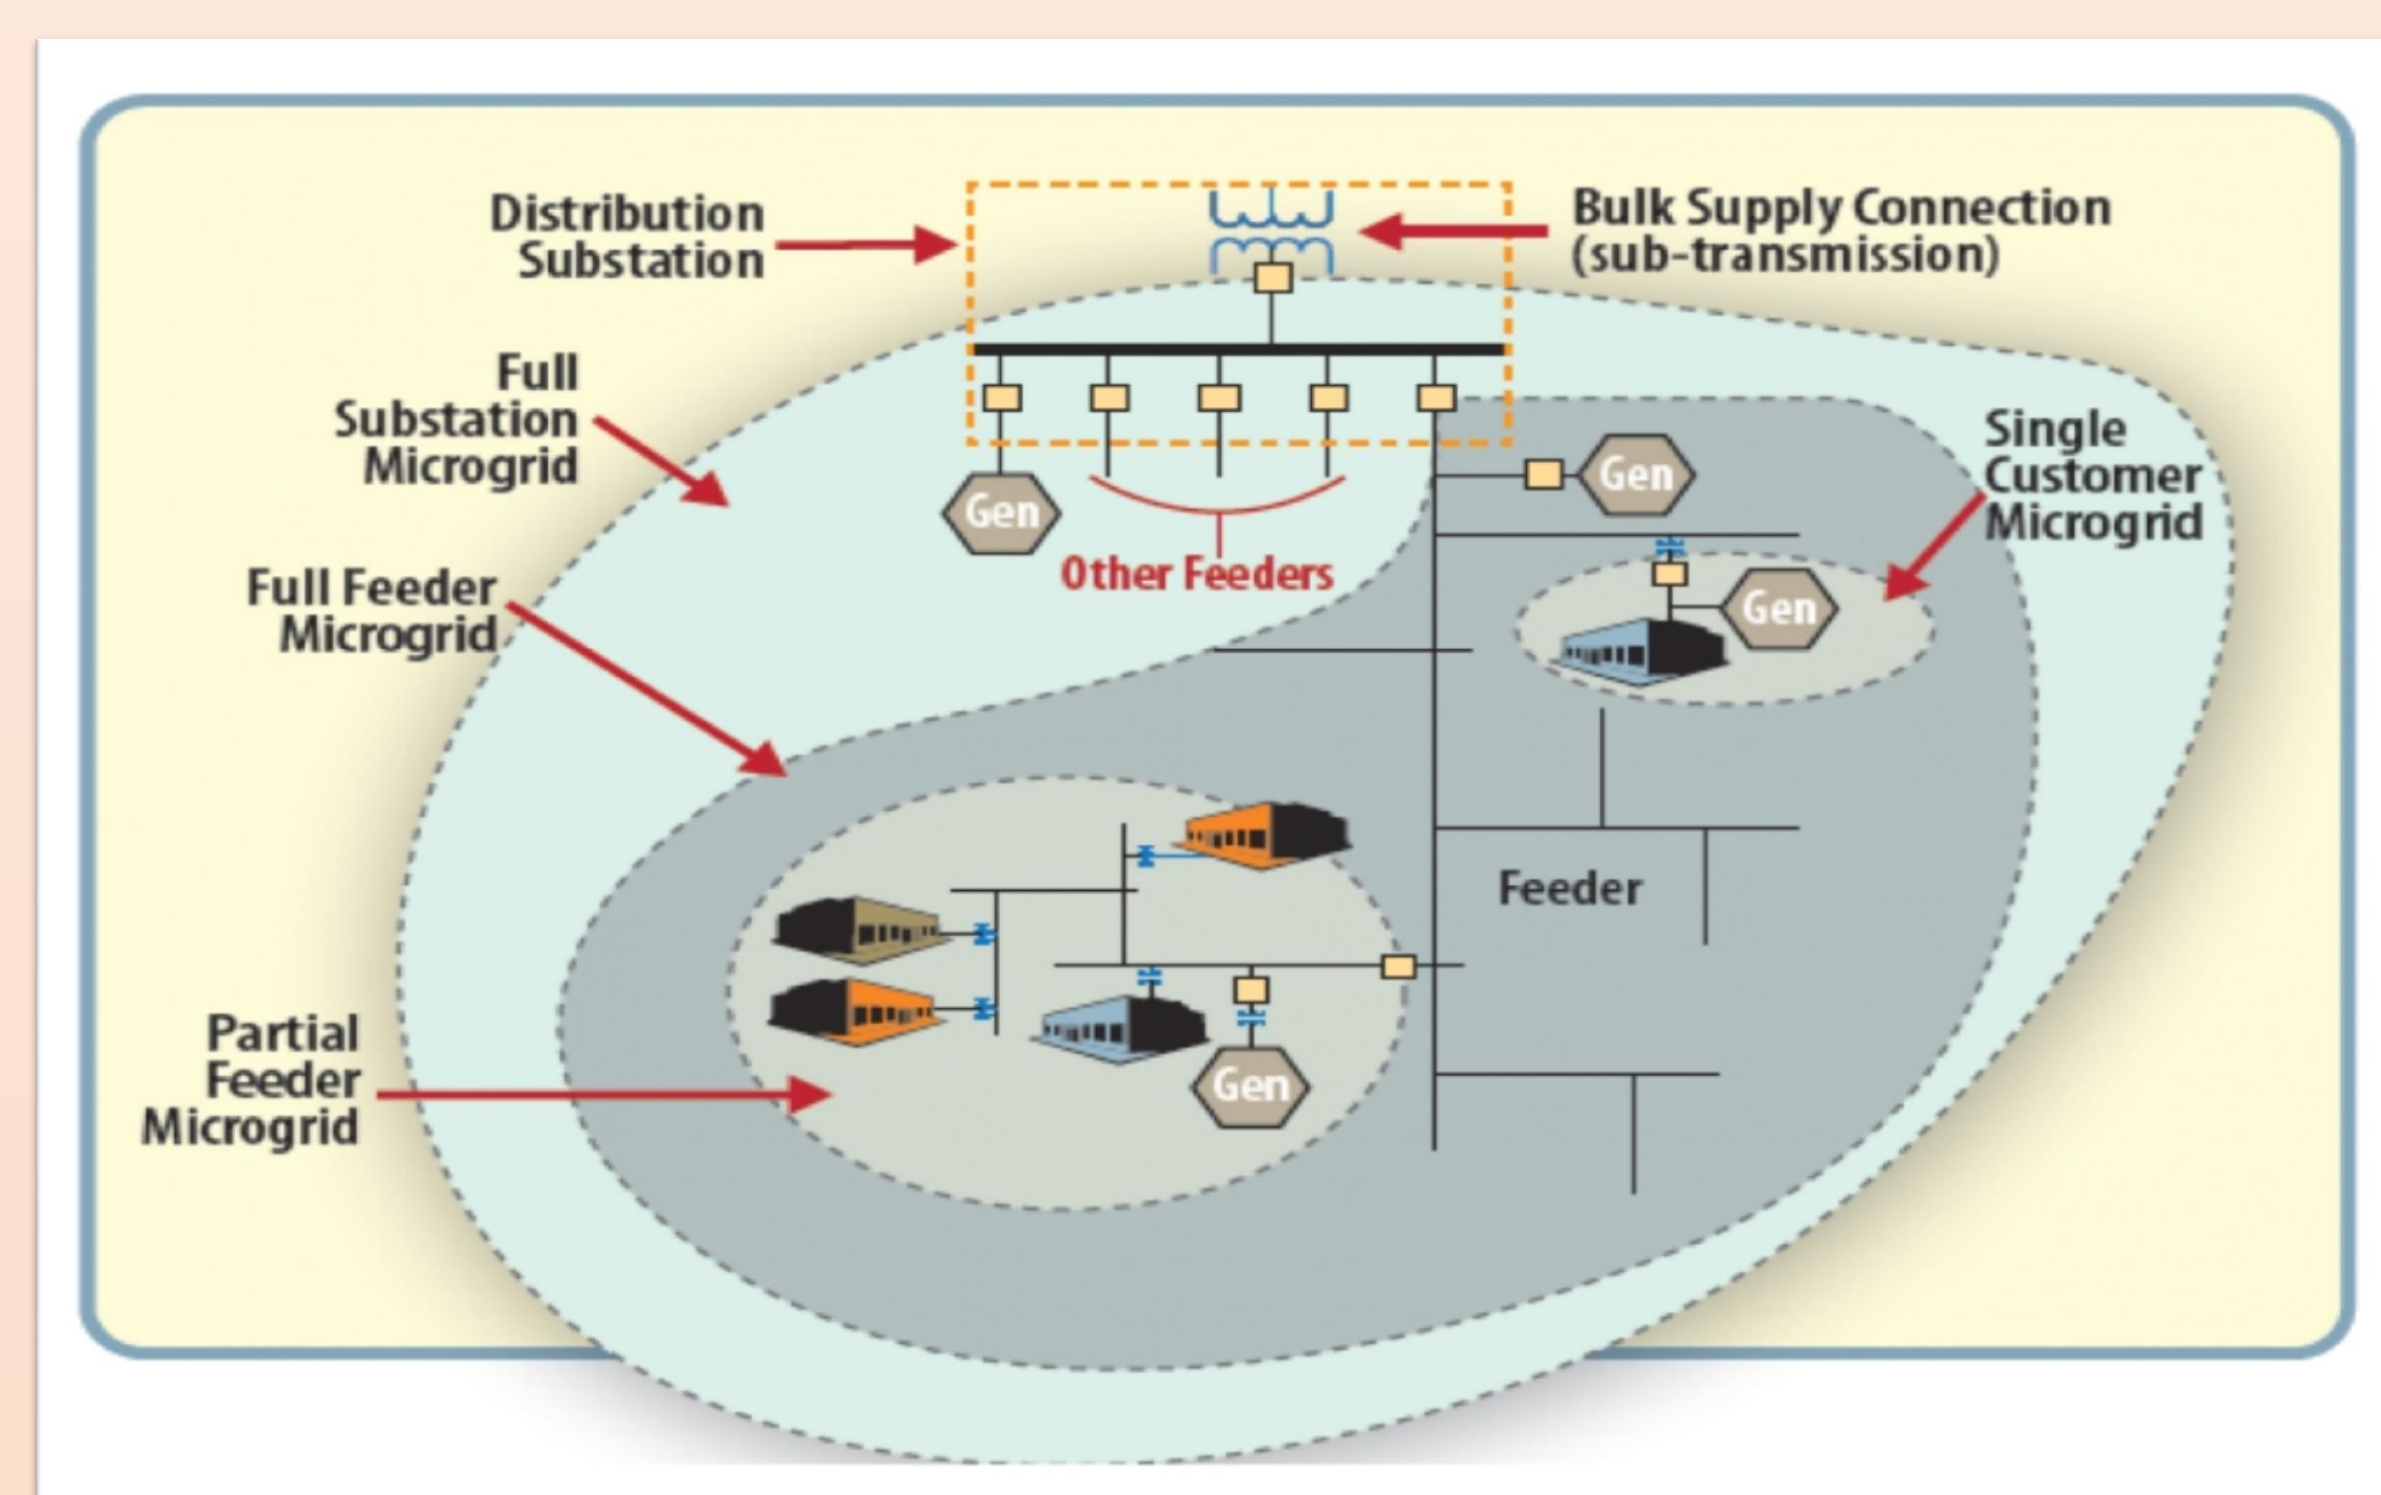 Distribution
Substation
Bulk Supply Connection
(sub-transmission)
Full
Substation
Microgrid
Single
Customer
Microgrid
Gen
Gen
Other Feeders
Full Feeder
Microgrid
Gen
Feeder
Partial
Feeder
Microgrid
Gen